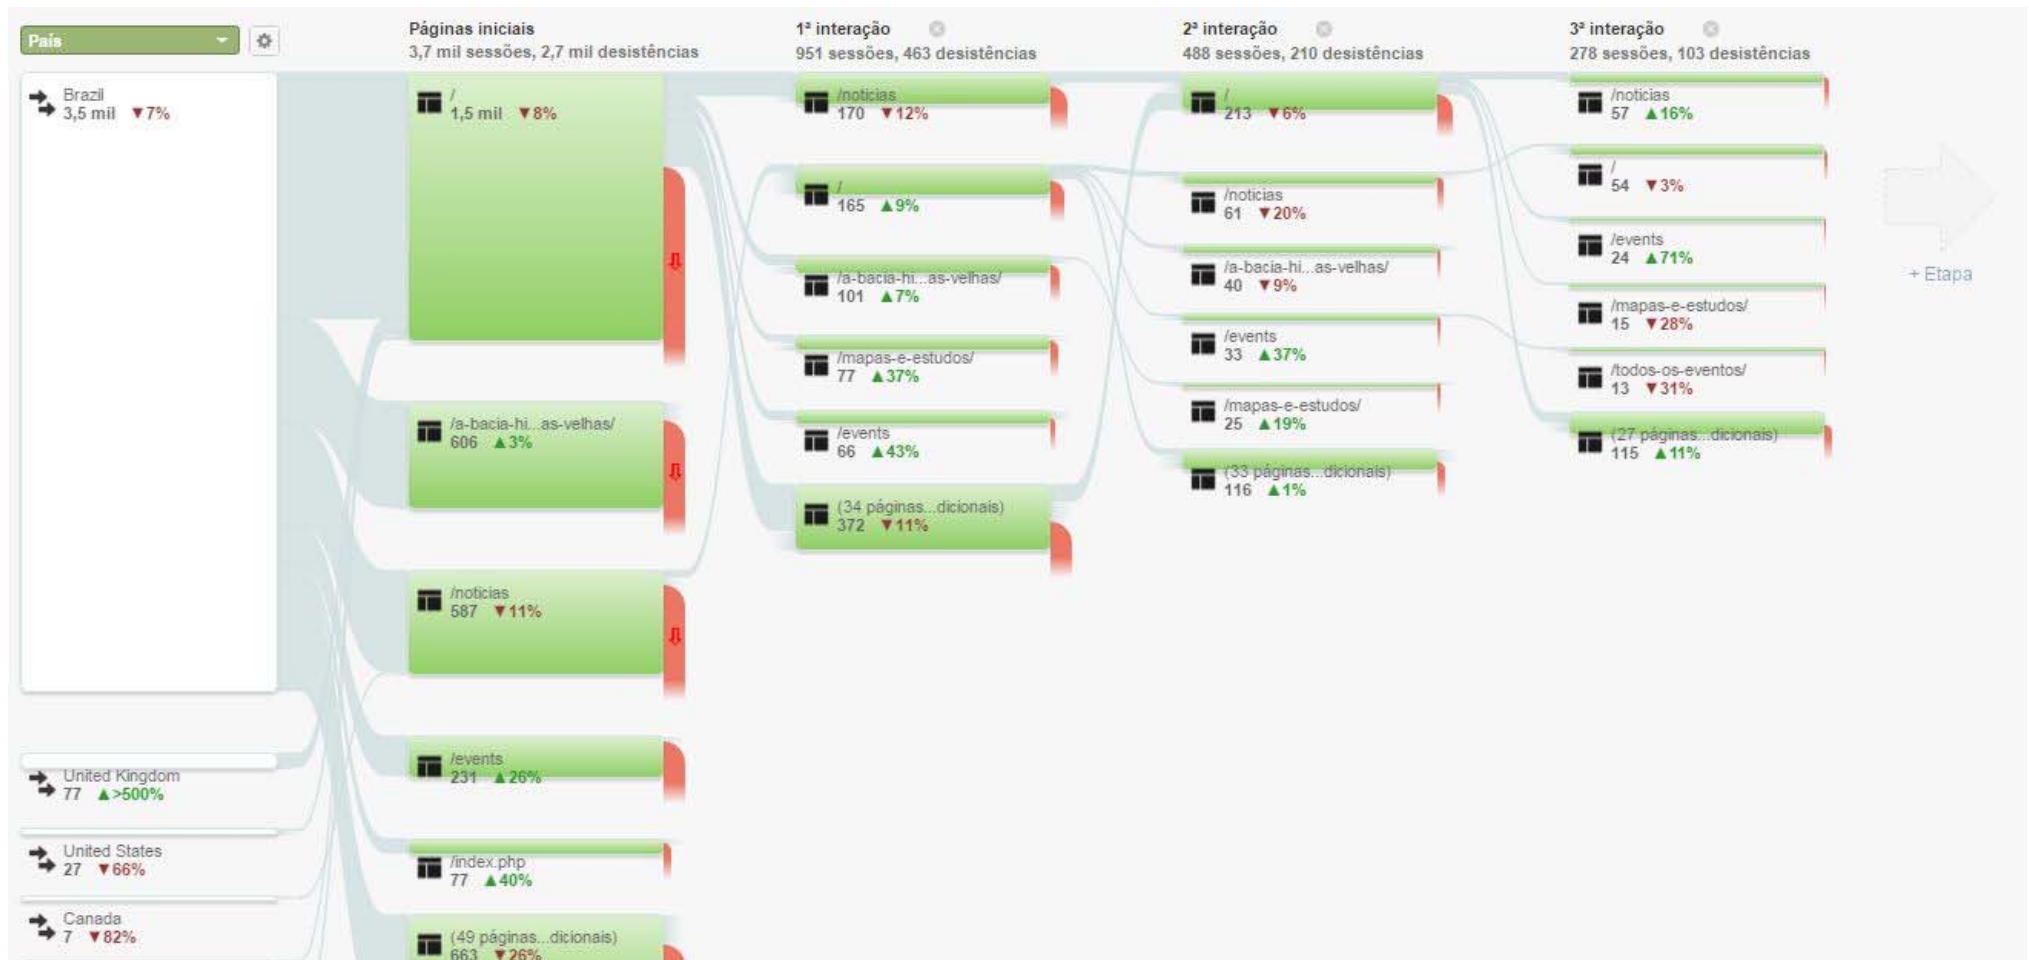 País
Brazil
3,5 mil ▼7%
United Kingdom
77 ▲>500%
United States
27 ▼66%
Canada
7 ▼82%
Páginas iniciais
3,7 mil sessões, 2,7 mil desistências
/
1,5 mil ▼8%
/a-bacia-hi...as-velhas/
606 ▲3%
/noticias
587 ▼11%
/events
231 ▲26%
/index.php
77 ▲40%
(49 páginas...dicionais)
663 ▼26%
1ª interação
951 sessões, 463 desistências
/noticias
170 ▼12%
/
165 ▲9%
/a-bacia-hi...as-velhas/
101 ▲7%
/mapas-e-estudos/
77 ▲37%
/events
66 ▲43%
(34 páginas...dicionais)
372 ▼11%
2ª interação
488 sessões, 210 desistências
/
213 ▼6%
/noticias
61 ▼20%
/a-bacia-hi...as-velhas/
40 ▼9%
/events
33 ▲37%
/mapas-e-estudos/
25 ▲19%
(33 páginas...dicionais)
116 ▲1%
3ª interação
278 sessões, 103 desistências
/noticias
57 ▲16%
/
54 ▼3%
/events
24 ▲71%
/mapas-e-estudos/
15 ▼28%
/todos-os-eventos/
13 ▼31%
(27 páginas...dicionais)
115 ▲11%
+ Etapa